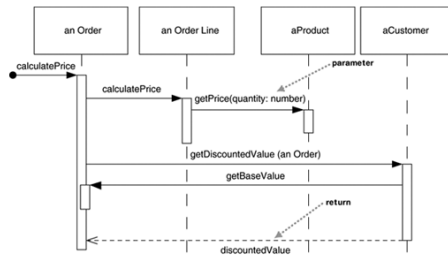 an Order
an Order Line
aProduct
aCustomer
calculatePrice
parameter
calculatePrice
getPrice(quantity: number)
getDiscountedValue (an Order)
getBaseValue
return
discountedValue